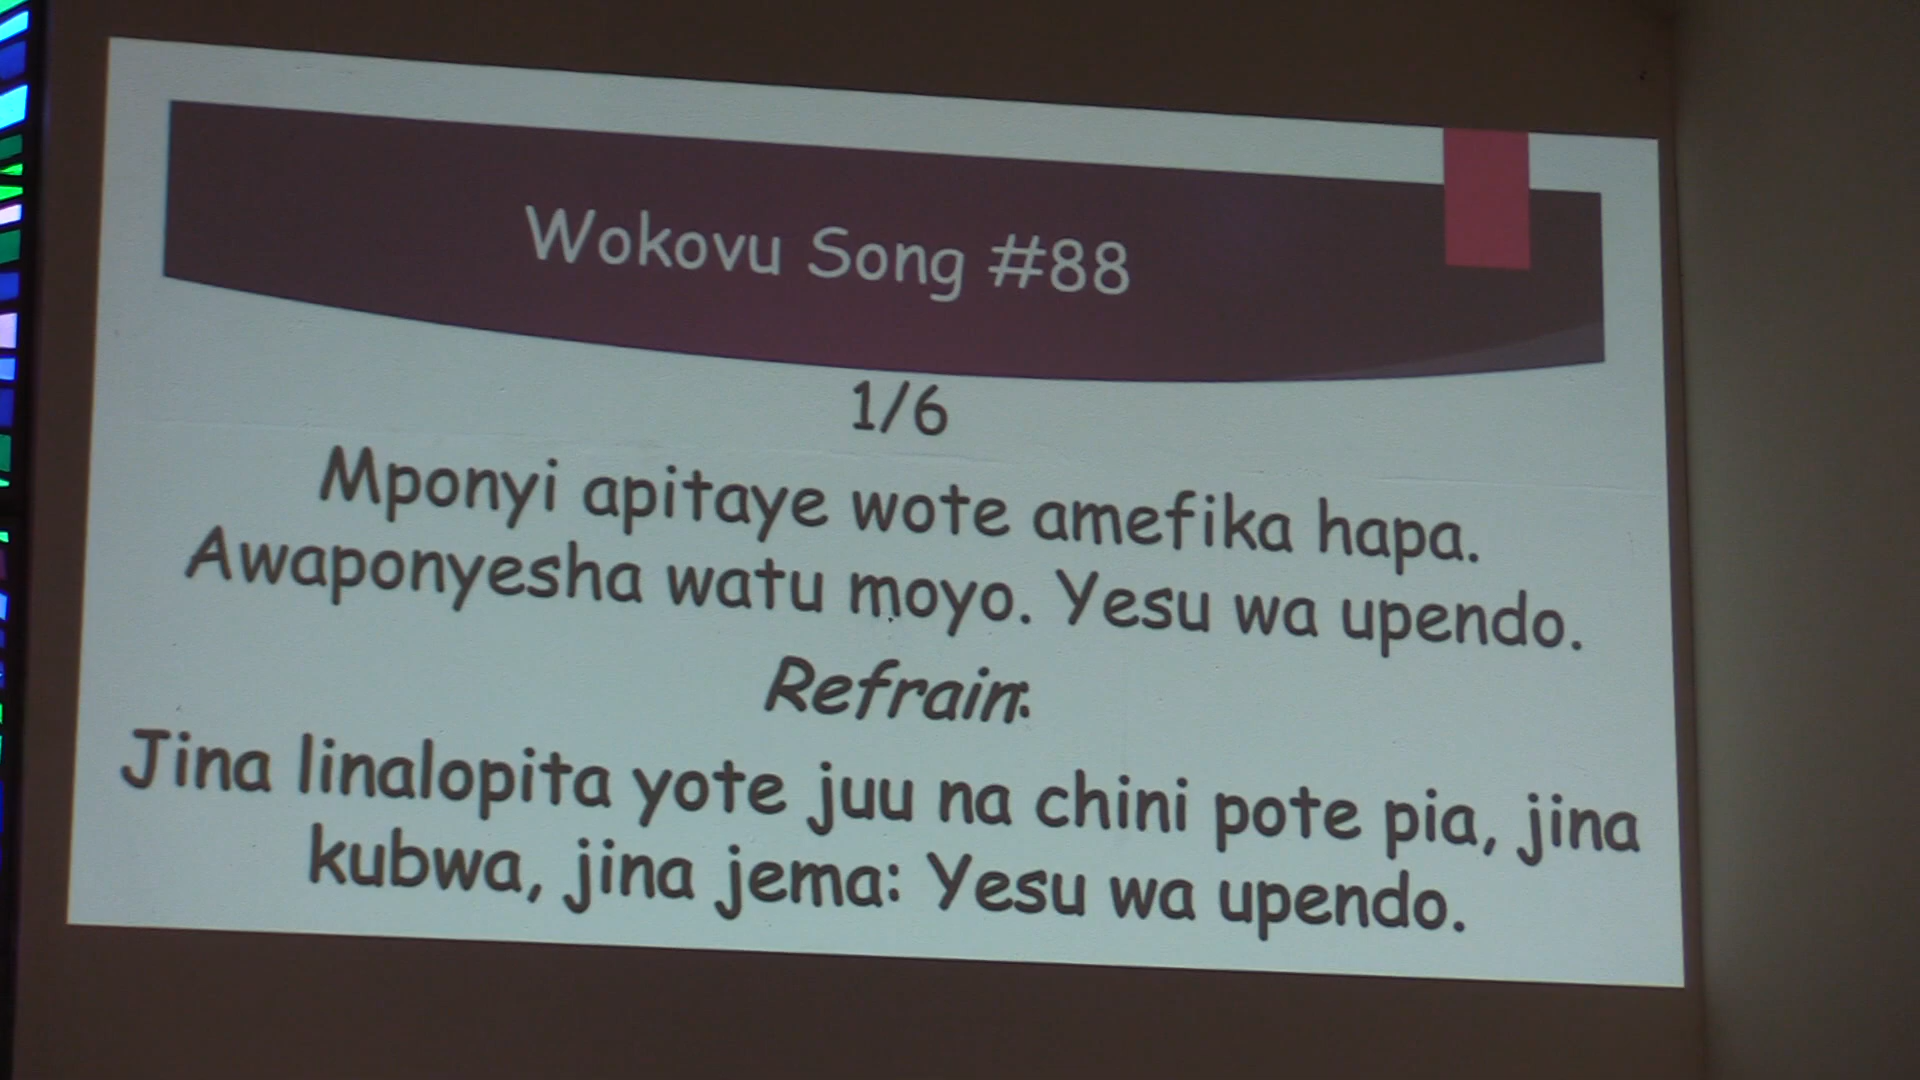 Wokovu Song #88
1/6
Mponyi apitaye wote amefika hapa.
Awaponyesha watu moyo. Yesu wa upendo.
Refrain:
Jina linalopita yote juu na chini pote pia, jina
kubwa, jina jema: Yesu wa upendo.